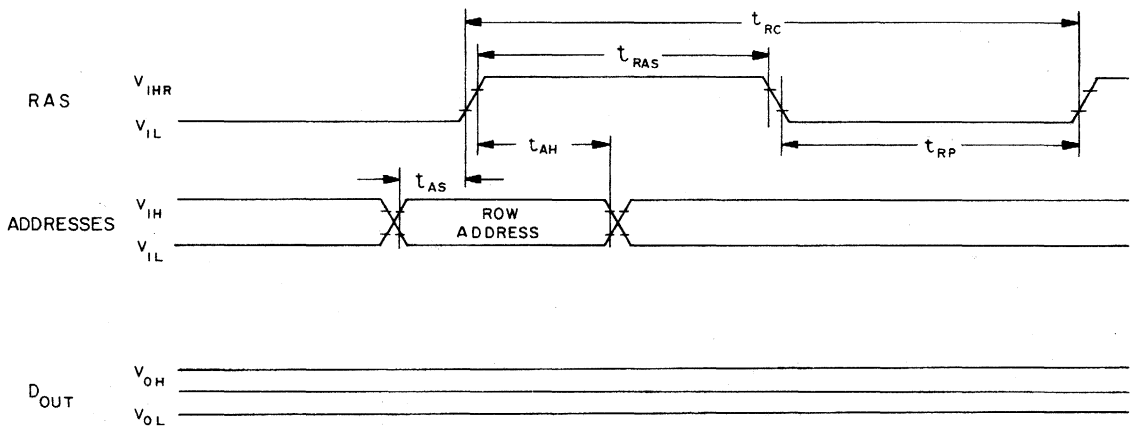 t_RC
t_RAS
RAS
V_IHR
V_IL
t_AH
t_RP
t_AS
ADDRESSES
V_IH
V_IL
ROW
ADDRESS
D_OUT
V_OH
V_OL